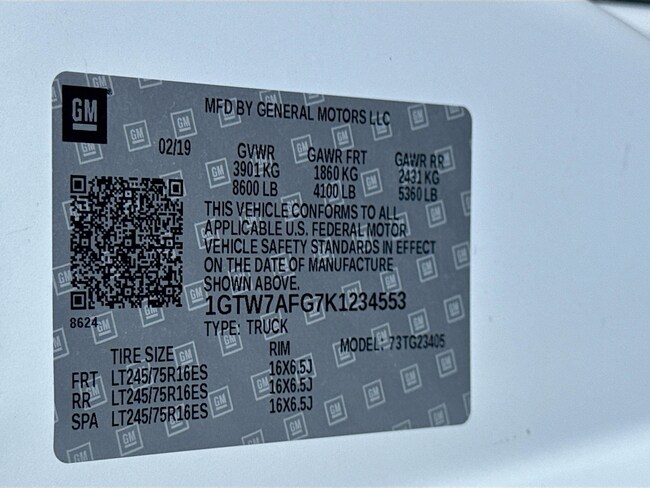 GM
MFD BY GENERAL MOTORS LLC
02/19
GVWR GAWR FRT GAWR RR
3901 KG 1860 KG 2431 KG
8600 LB 4100 LB 5360 LB
THIS VEHICLE CONFORMS TO ALL
APPLICABLE U.S. FEDERAL MOTOR
VEHICLE SAFETY STANDARDS IN EFFECT
ON THE DATE OF MANUFACTURE
SHOWN ABOVE.
8624
1GTW7AFG7K1234553
TYPE: TRUCK
MODEL: 73TG23405
TIRE SIZE RIM
FRT LT245/75R16ES 16X6.5J
RR LT245/75R16ES 16X6.5J
SPA LT245/75R16ES 16X6.5J